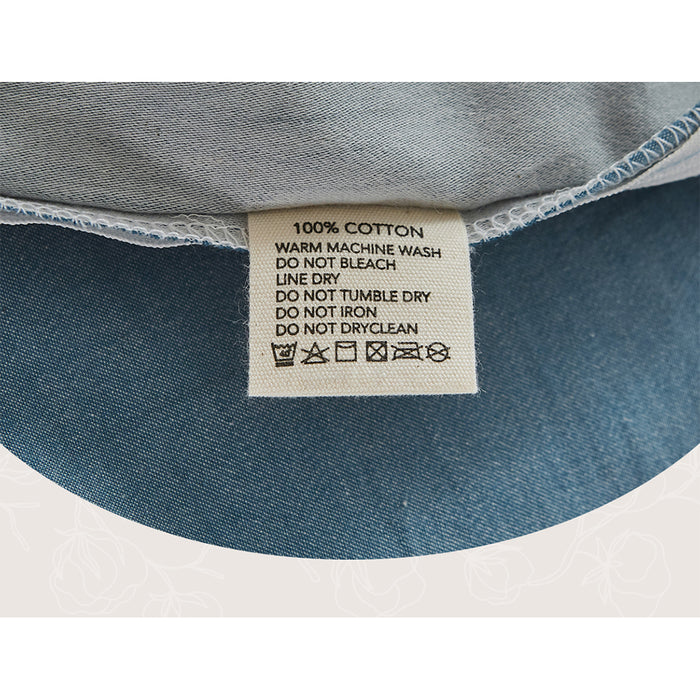 100% COTTON
WARM MACHINE WASH
DO NOT BLEACH
LINE DRY
DO NOT TUMBLE DRY
DO NOT IRON
DO NOT DRYCLEAN
40